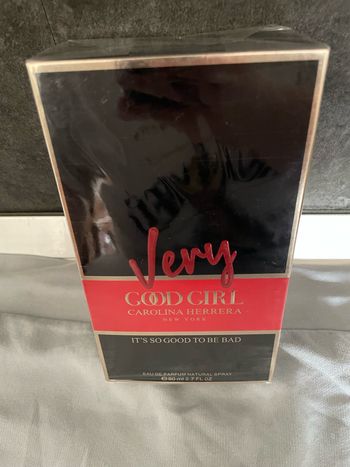 Very
GOOD GIRL
CAROLINA HERRERA
NEW YORK
IT'S SO GOOD TO BE BAD
EAU DE PARFUM NATURAL SPRAY
℮80 ml 2.7 FL OZ